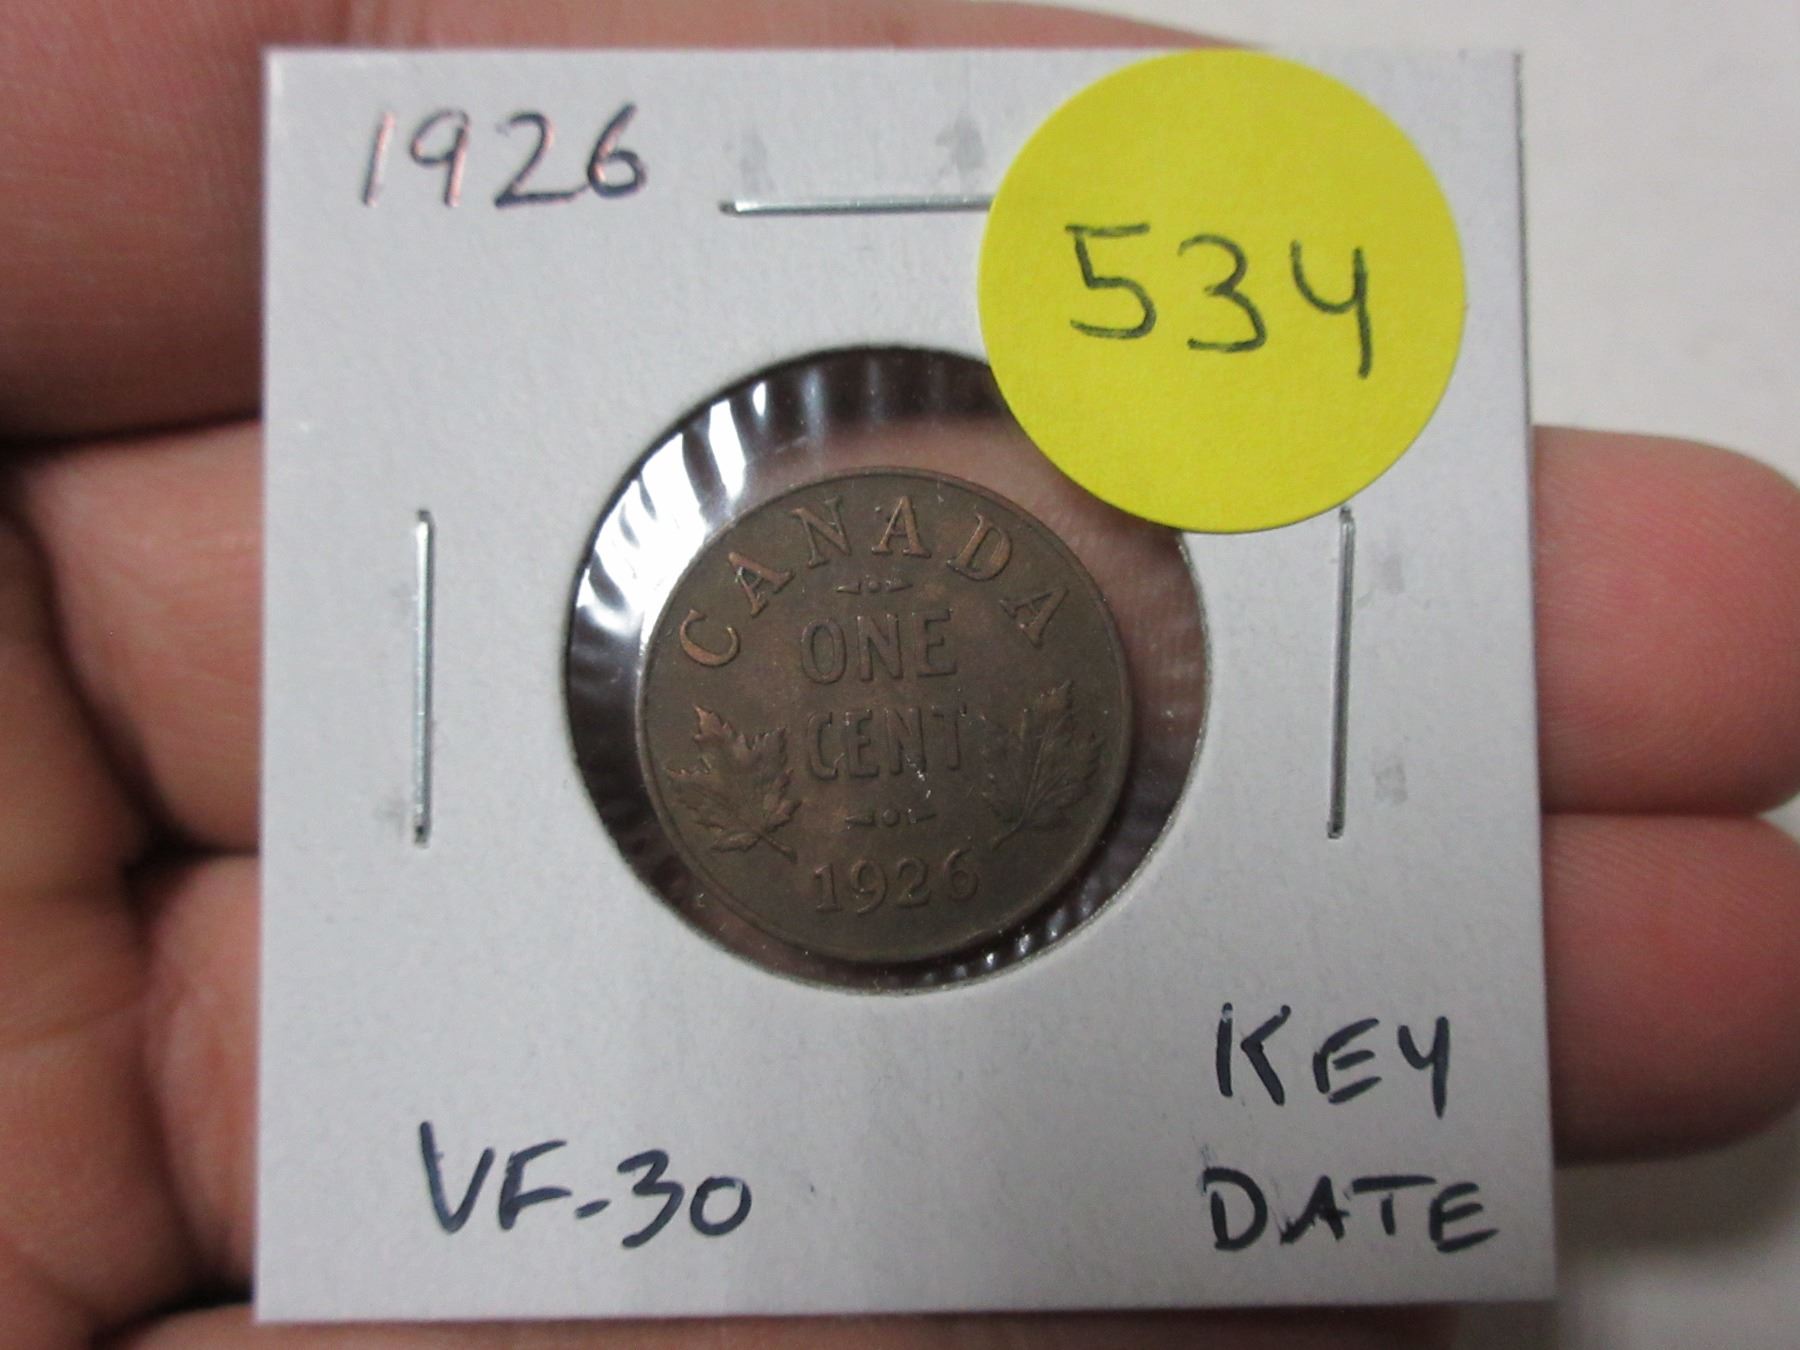 1926
534
CANADA
ONE
CENT
1926
KEY
DATE
VF-30